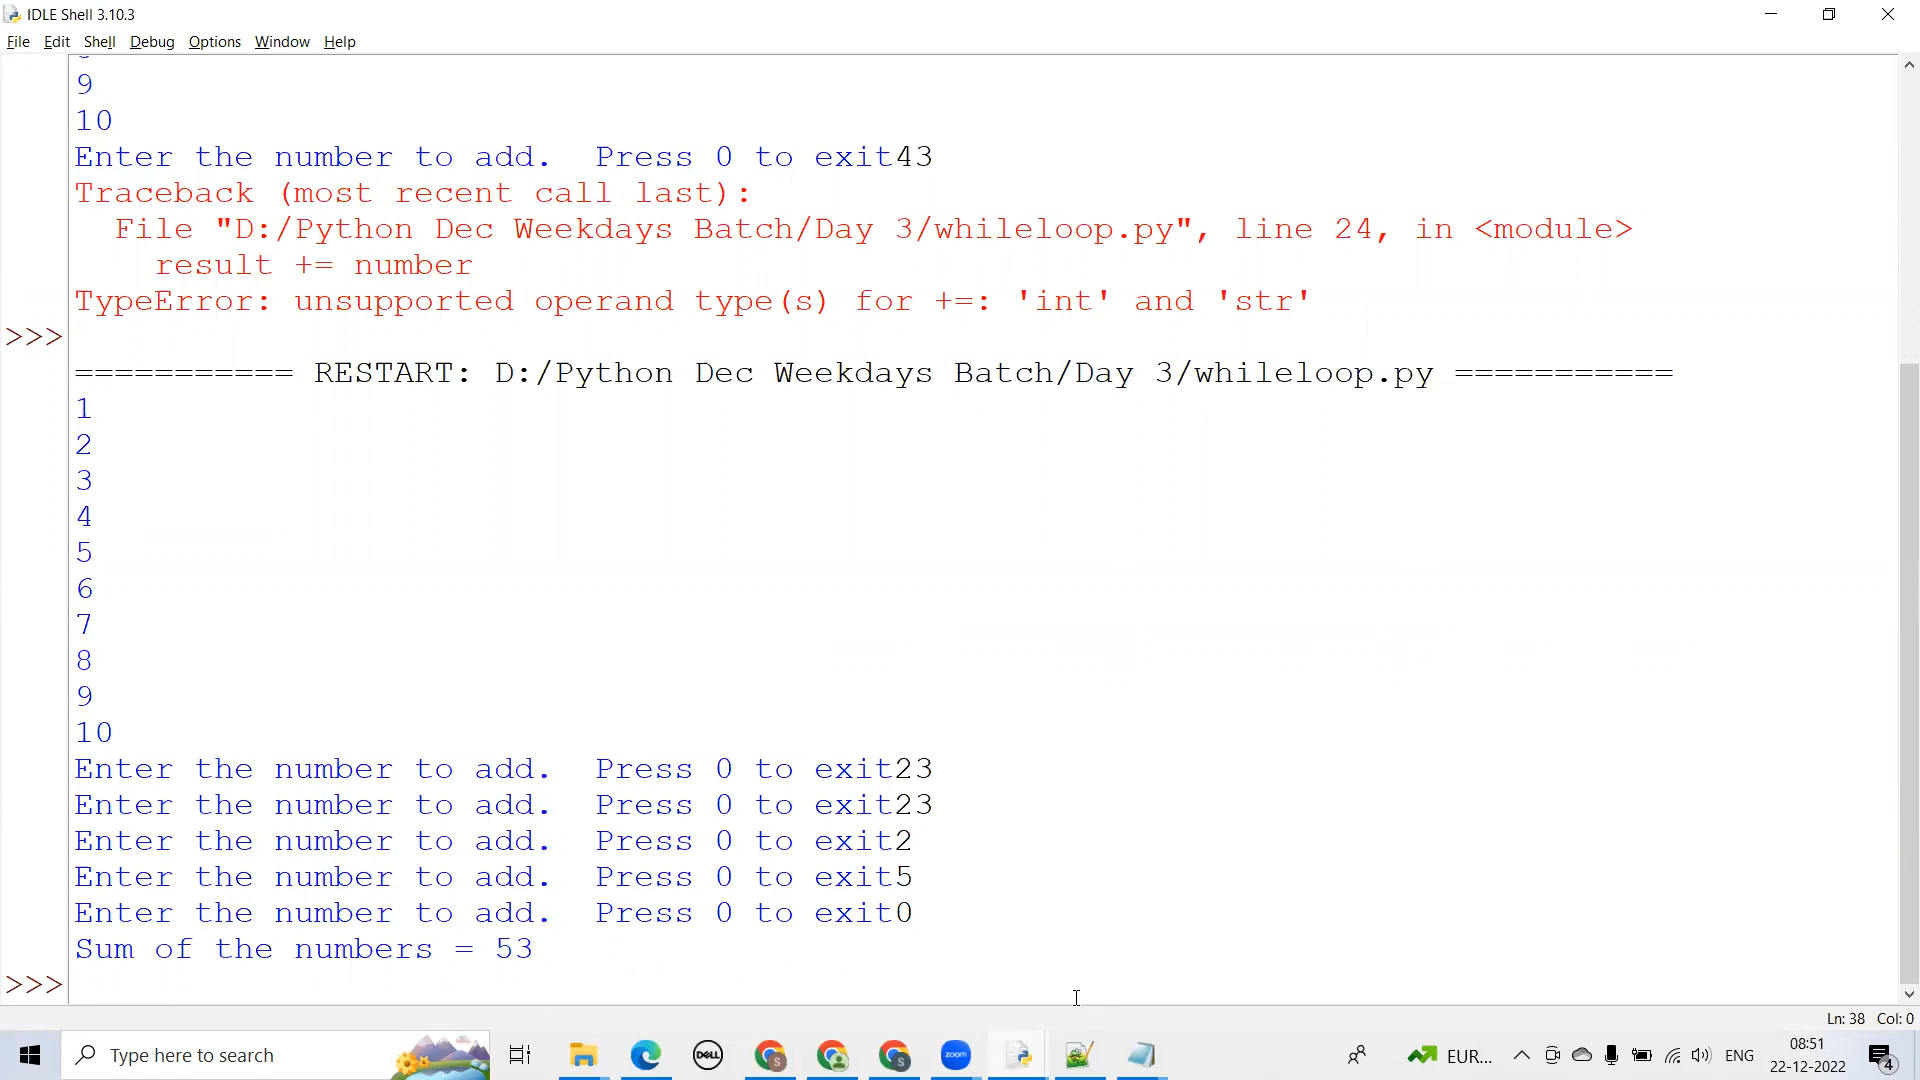 IDLE Shell 3.10.3
File Edit Shell Debug Options Window Help
9
10
Enter the number to add.  Press 0 to exit43
Traceback (most recent call last):
  File "D:/Python Dec Weekdays Batch/Day 3/whileloop.py", line 24, in <module>
    result += number
TypeError: unsupported operand type(s) for +=: 'int' and 'str'
>>>
=========== RESTART: D:/Python Dec Weekdays Batch/Day 3/whileloop.py ===========
1
2
3
4
5
6
7
8
9
10
Enter the number to add.  Press 0 to exit23
Enter the number to add.  Press 0 to exit23
Enter the number to add.  Press 0 to exit2
Enter the number to add.  Press 0 to exit5
Enter the number to add.  Press 0 to exit0
Sum of the numbers = 53
>>>
Ln: 38 Col: 0
Type here to search
DELL
S
S
zoom
EUR...
ENG
08:51
22-12-2022
4